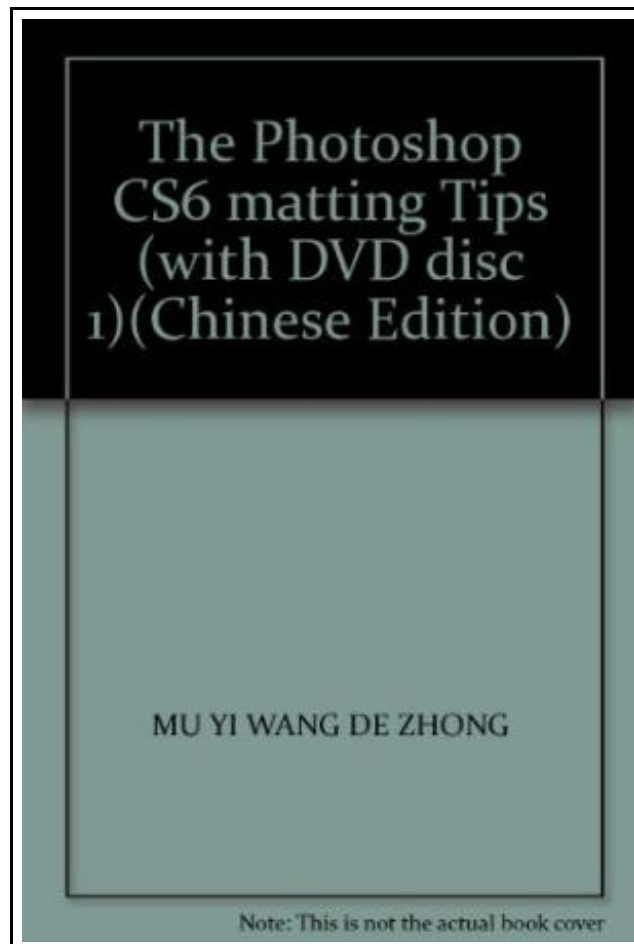 The Photoshop
CS6 matting Tips
(with DVD disc
1)(Chinese Edition)
MU YI WANG DE ZHONG
Note: This is not the actual book cover